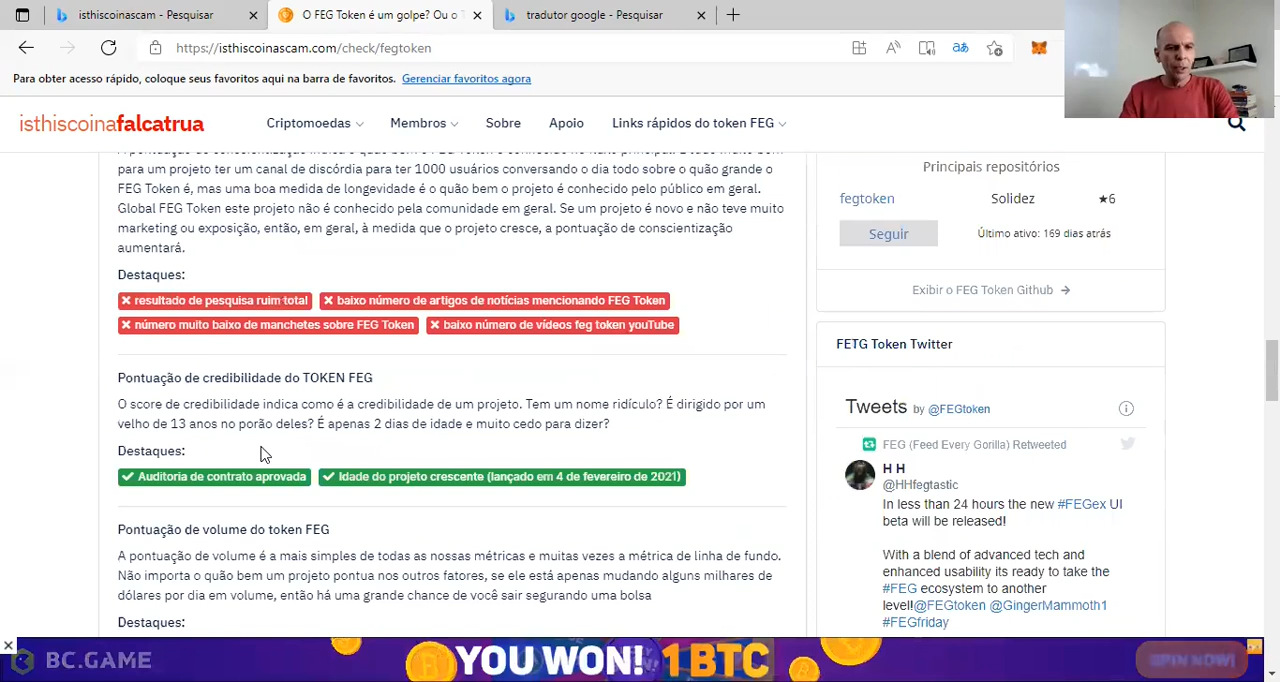 isthiscoinascam - Pesquisar
O FEG Token é um golpe? Ou o
tradutor google - Pesquisar
https://isthiscoinascam.com/check/fegtoken
Para obter acesso rápido, coloque seus favoritos aqui na barra de favoritos. Gerenciar favoritos agora
isthiscoinafalcatrua
Criptomoedas
Membros
Sobre
Apoio
Links rápidos do token FEG
para um projeto ter um canal de discórdia para ter 1000 usuários conversando o dia todo sobre o quão grande o
FEG Token é, mas uma boa medida de longevidade é o quão bem o projeto é conhecido pelo público em geral.
Global FEG Token este projeto não é conhecido pela comunidade em geral. Se um projeto é novo e não teve muito
marketing ou exposição, então, em geral, à medida que o projeto cresce, a pontuação de conscientização
aumentará.
Destaques:
resultado de pesquisa ruim total
baixo número de artigos de notícias mencionando FEG Token
número muito baixo de manchetes sobre FEG Token
baixo número de vídeos feg token youTube
Pontuação de credibilidade do TOKEN FEG
O score de credibilidade indica como é a credibilidade de um projeto. Tem um nome ridículo? É dirigido por um
velho de 13 anos no porão deles? É apenas 2 dias de idade e muito cedo para dizer?
Destaques:
Auditoria de contrato aprovada
Idade do projeto crescente (lançado em 4 de fevereiro de 2021)
Pontuação de volume do token FEG
A pontuação de volume é a mais simples de todas as nossas métricas e muitas vezes a métrica de linha de fundo.
Não importa o quão bem um projeto pontua nos outros fatores, se ele está apenas mudando alguns milhares de
dólares por dia em volume, então há uma grande chance de você sair segurando uma bolsa
Destaques:
Principais repositórios
fegtoken
Solidez
★6
Seguir
Último ativo: 169 dias atrás
Exibir o FEG Token Github →
FETG Token Twitter
Tweets by @FEGtoken
FEG (Feed Every Gorilla) Retweeted
H H
@HHfegtastic
In less than 24 hours the new #FEGex UI
beta will be released!
With a blend of advanced tech and
enhanced usability its ready to take the
#FEG ecosystem to another
level!@FEGtoken @GingerMammoth1
#FEGfriday
BC.GAME
YOU WON! 1 BTC
SPIN NOW!